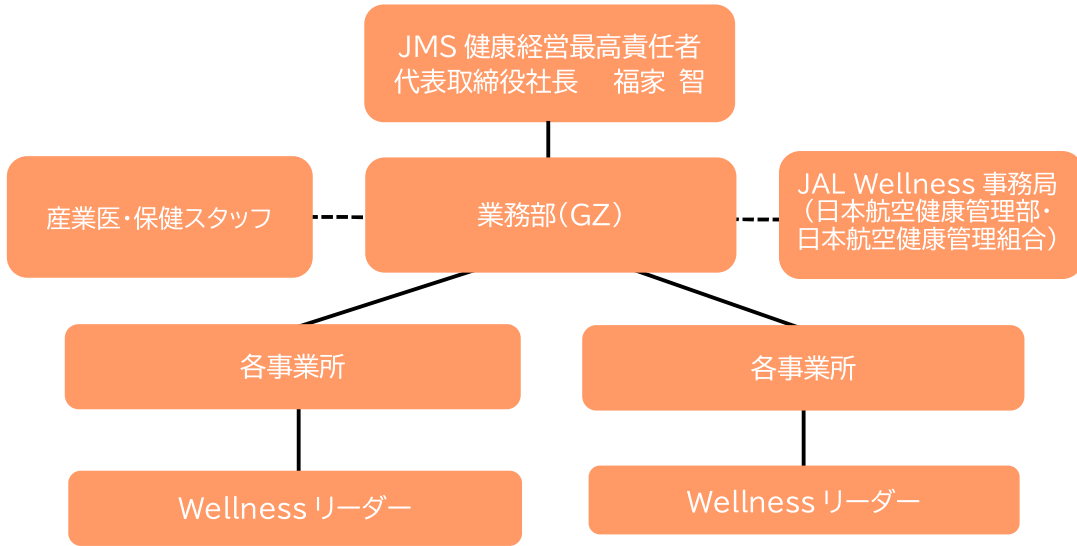 JMS 健康経営最高責任者
代表取締役社長 福家 智
産業医・保健スタッフ
業務部(GZ)
JAL Wellness 事務局
(日本航空健康管理部・
日本航空健康管理組合)
各事業所
各事業所
Wellness リーダー
Wellness リーダー